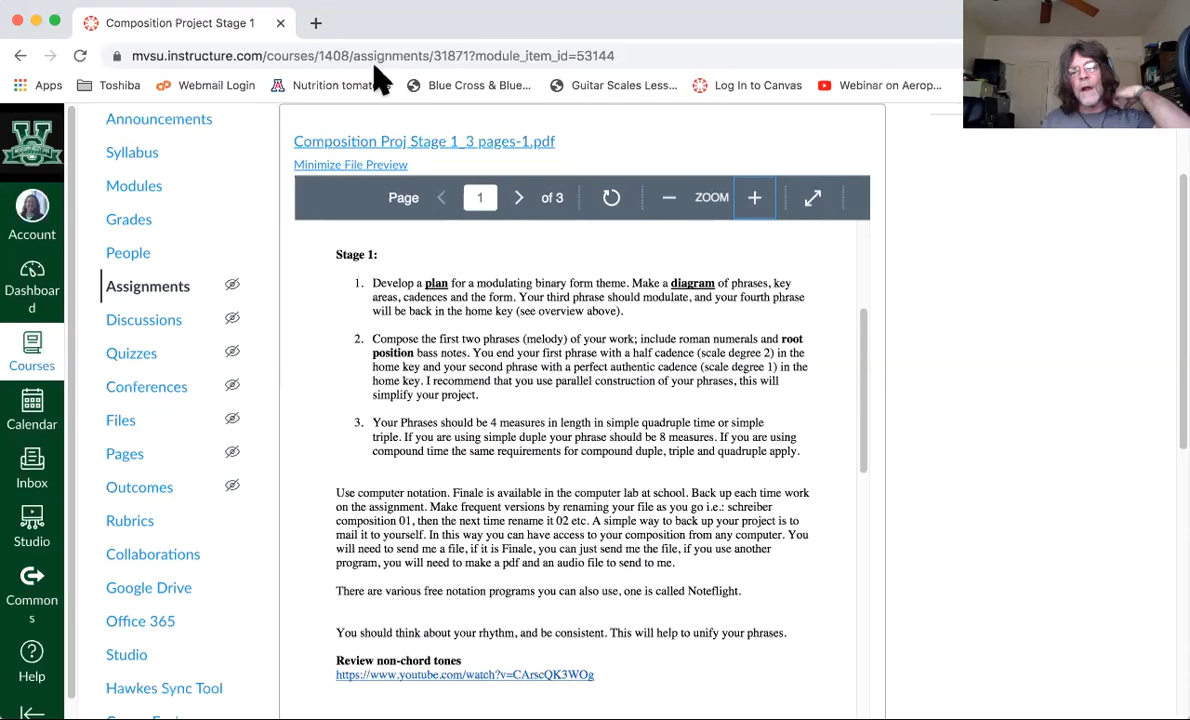 Composition Project Stage 1
mvsu.instructure.com/courses/1408/assignments/31871?module_item_id=53144
Apps
Toshiba
Webmail Login
Nutrition tomat
Blue Cross & Blue...
Guitar Scales Less...
Log In to Canvas
Webinar on Aerop...
Account
Dashboar
d
Courses
Calendar
Inbox
Studio
Common
s
Help
Announcements
Syllabus
Modules
Grades
People
Assignments
Discussions
Quizzes
Conferences
Files
Pages
Outcomes
Rubrics
Collaborations
Google Drive
Office 365
Studio
Hawkes Sync Tool
Composition Proj Stage 1_3 pages-1.pdf
Minimize File Preview
Page 1 of 3 ZOOM
Stage 1:
1. Develop a plan for a modulating binary form theme. Make a diagram of phrases, key
areas, cadences and the form. Your third phrase should modulate, and your fourth phrase
will be back in the home key (see overview above).
2. Compose the first two phrases (melody) of your work; include roman numerals and root
position bass notes. You end your first phrase with a half cadence (scale degree 2) in the
home key and your second phrase with a perfect authentic cadence (scale degree 1) in the
home key. I recommend that you use parallel construction of your phrases, this will
simplify your project.
3. Your Phrases should be 4 measures in length in simple quadruple time or simple
triple. If you are using simple duple your phrase should be 8 measures. If you are using
compound time the same requirements for compound duple, triple and quadruple apply.
Use computer notation. Finale is available in the computer lab at school. Back up each time work
on the assignment. Make frequent versions by renaming your file as you go i.e.: schreiber
composition 01, then the next time rename it 02 etc. A simple way to back up your project is to
mail it to yourself. In this way you can have access to your composition from any computer. You
will need to send me a file, if it is Finale, you can just send me the file, if you use another
program, you will need to make a pdf and an audio file to send to me.
There are various free notation programs you can also use, one is called Noteflight.
You should think about your rhythm, and be consistent. This will help to unify your phrases.
Review non-chord tones
https://www.youtube.com/watch?v=CArscQK3WOg